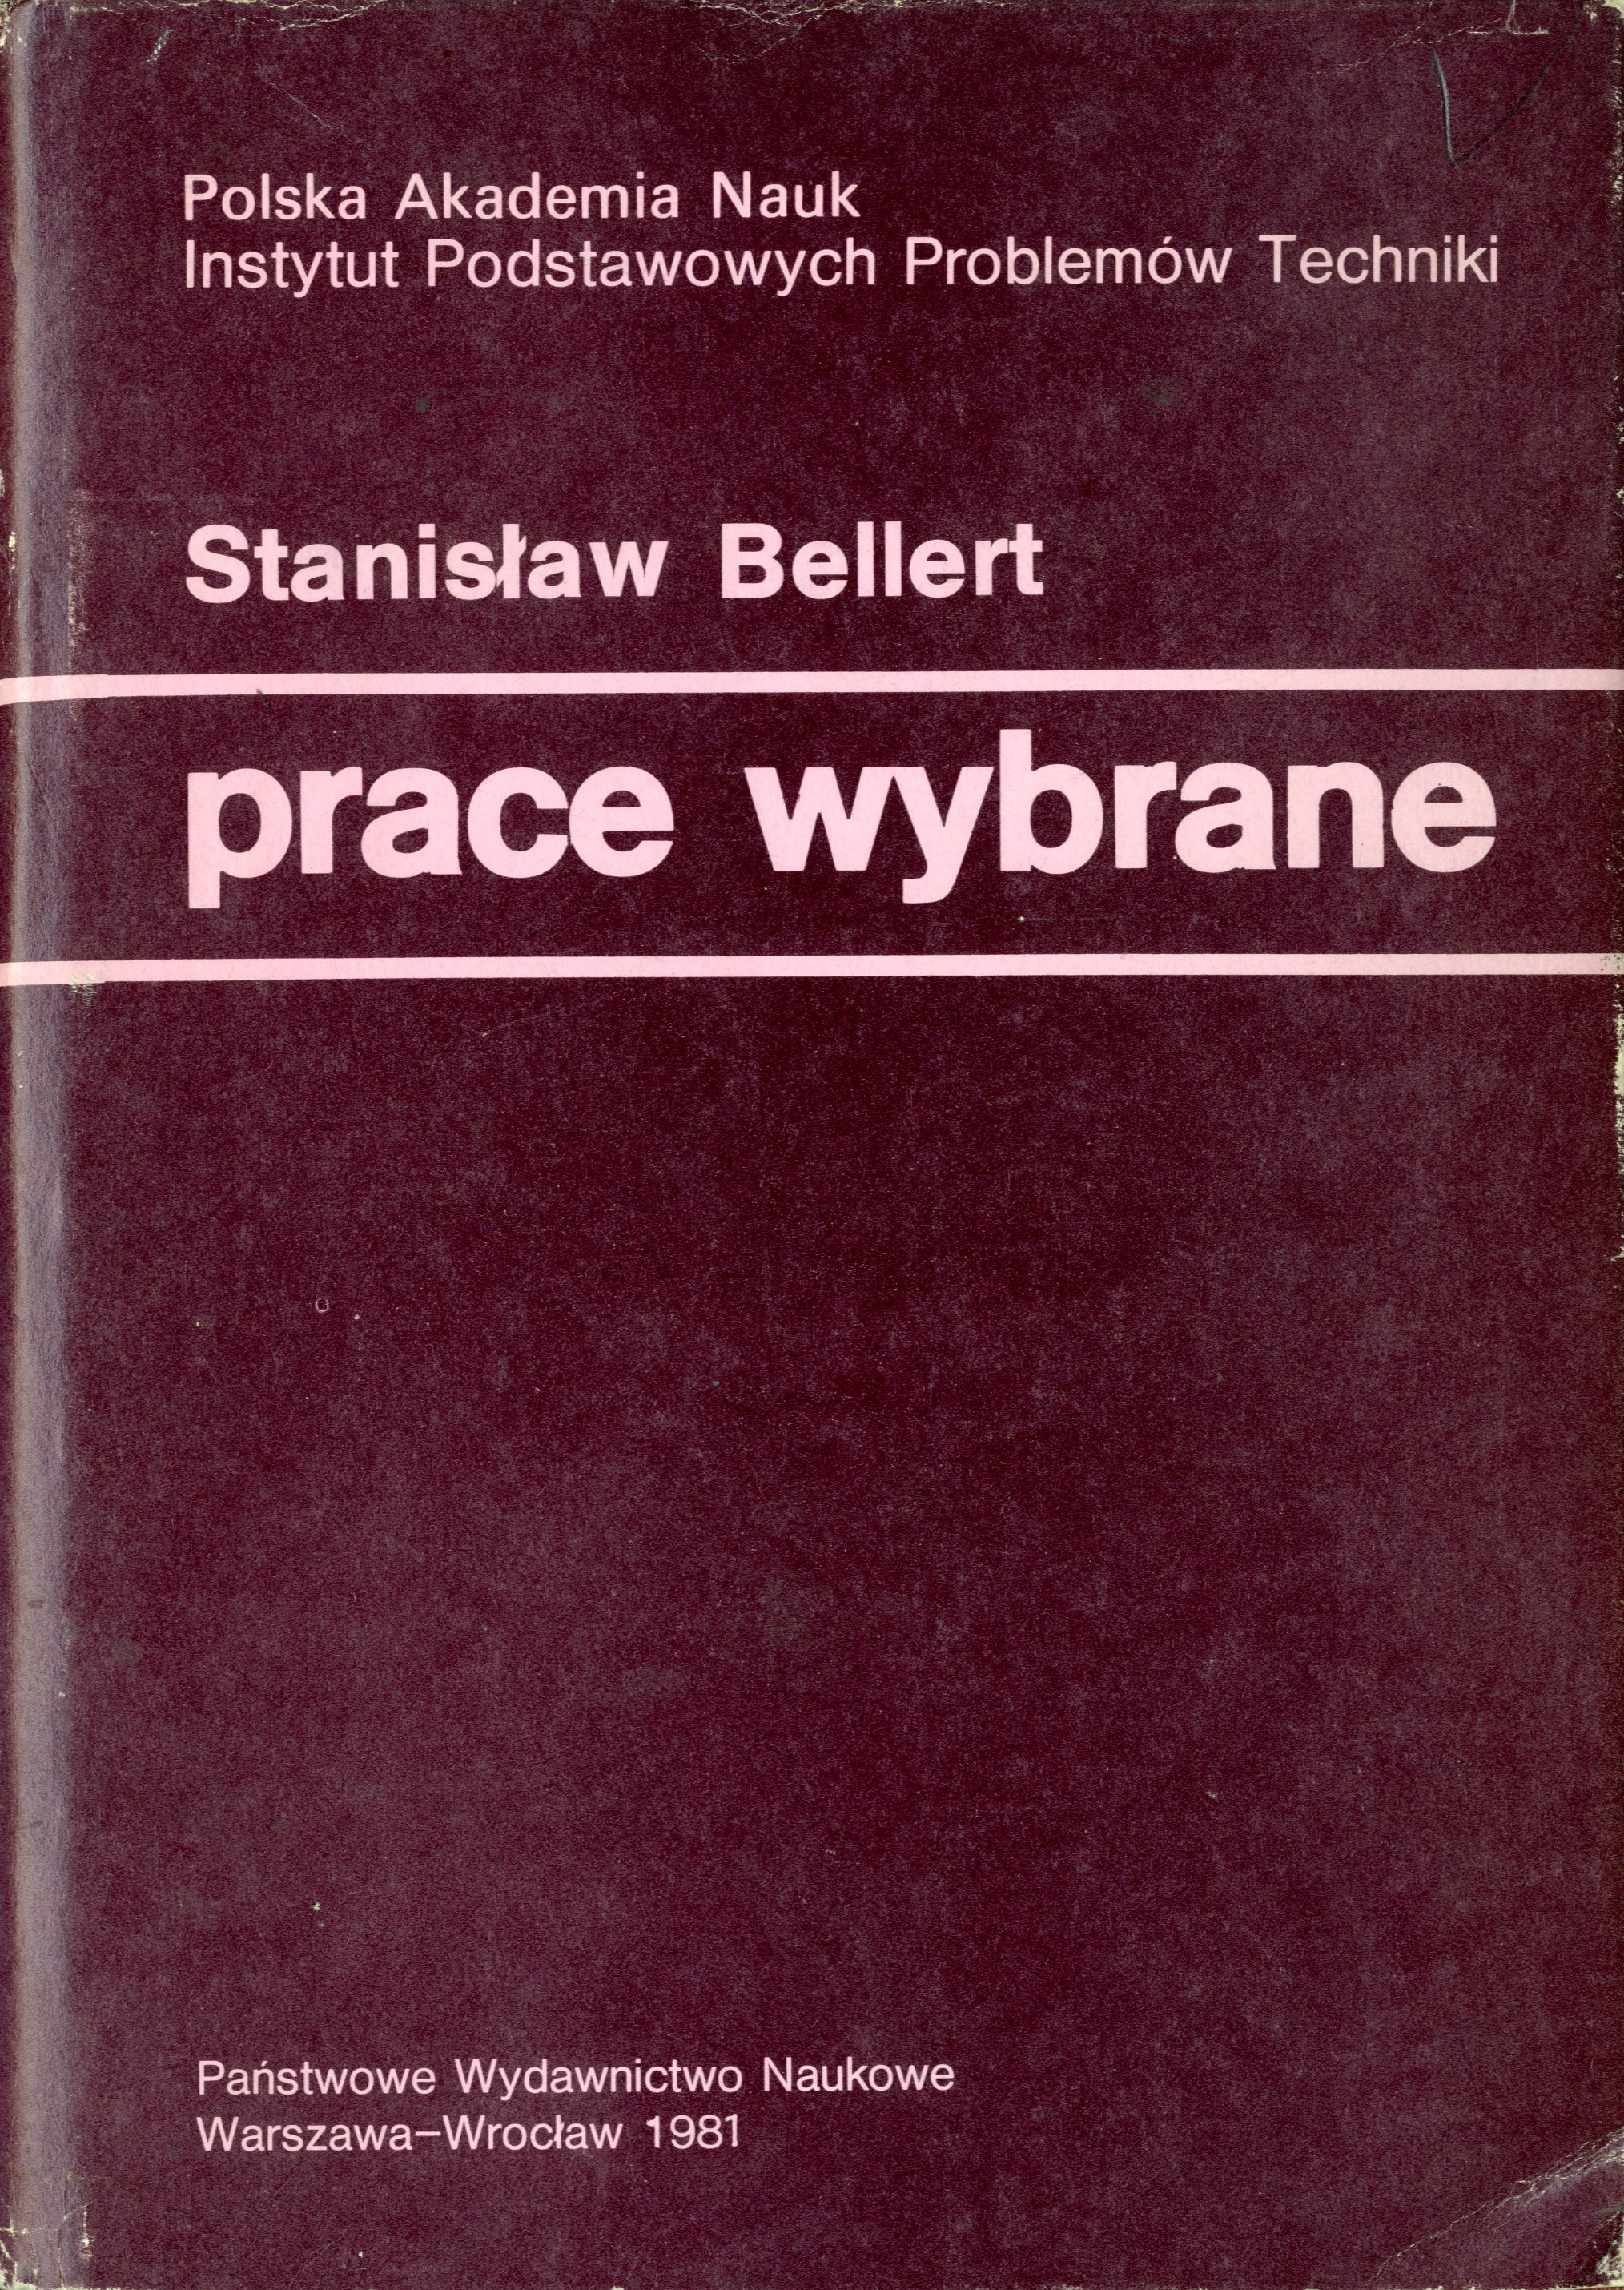 Polska Akademia Nauk
Instytut Podstawowych Problemów Techniki
Stanisław Bellert
prace wybrane
Państwowe Wydawnictwo Naukowe
Warszawa–Wrocław 1981